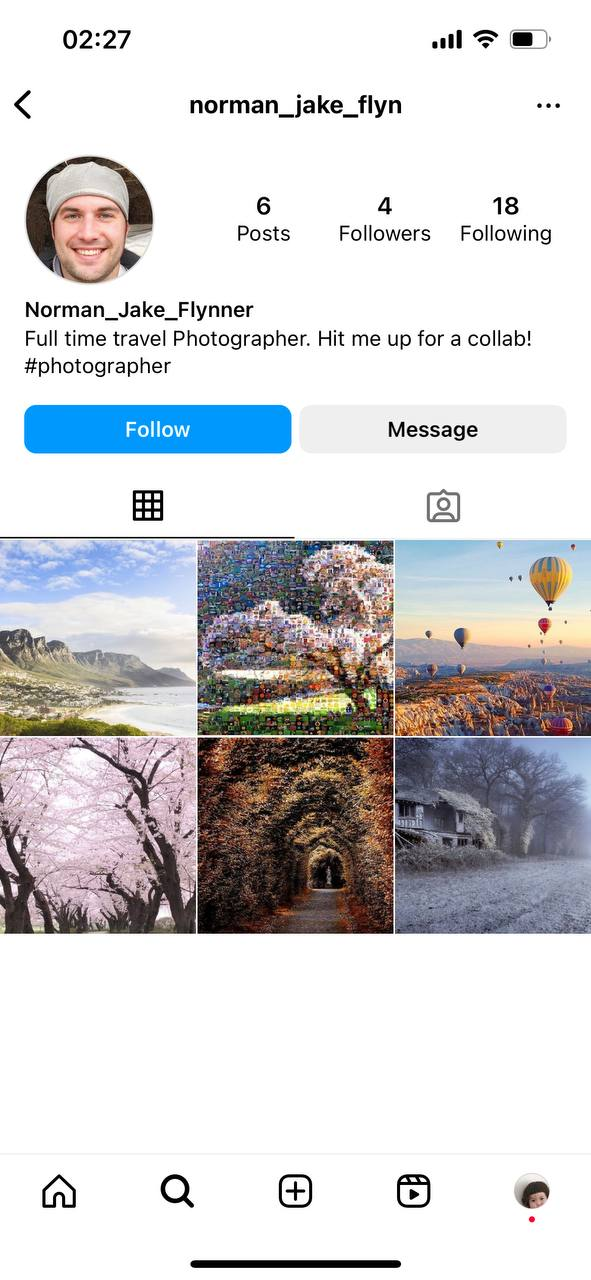 02:27
norman_jake_flyn
6 4 18
Posts Followers Following
Norman_Jake_Flynner
Full time travel Photographer. Hit me up for a collab!
#photographer
Follow Message